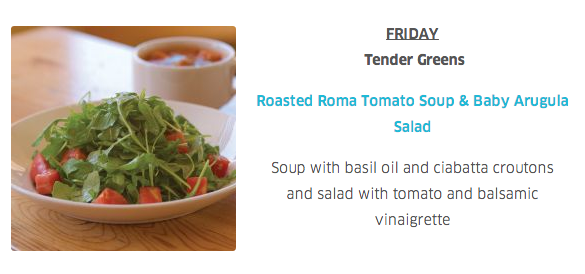 FRIDAY
Tender Greens
Roasted Roma Tomato Soup & Baby Arugula
Salad
Soup with basil oil and ciabatta croutons
and salad with tomato and balsamic
vinaigrette